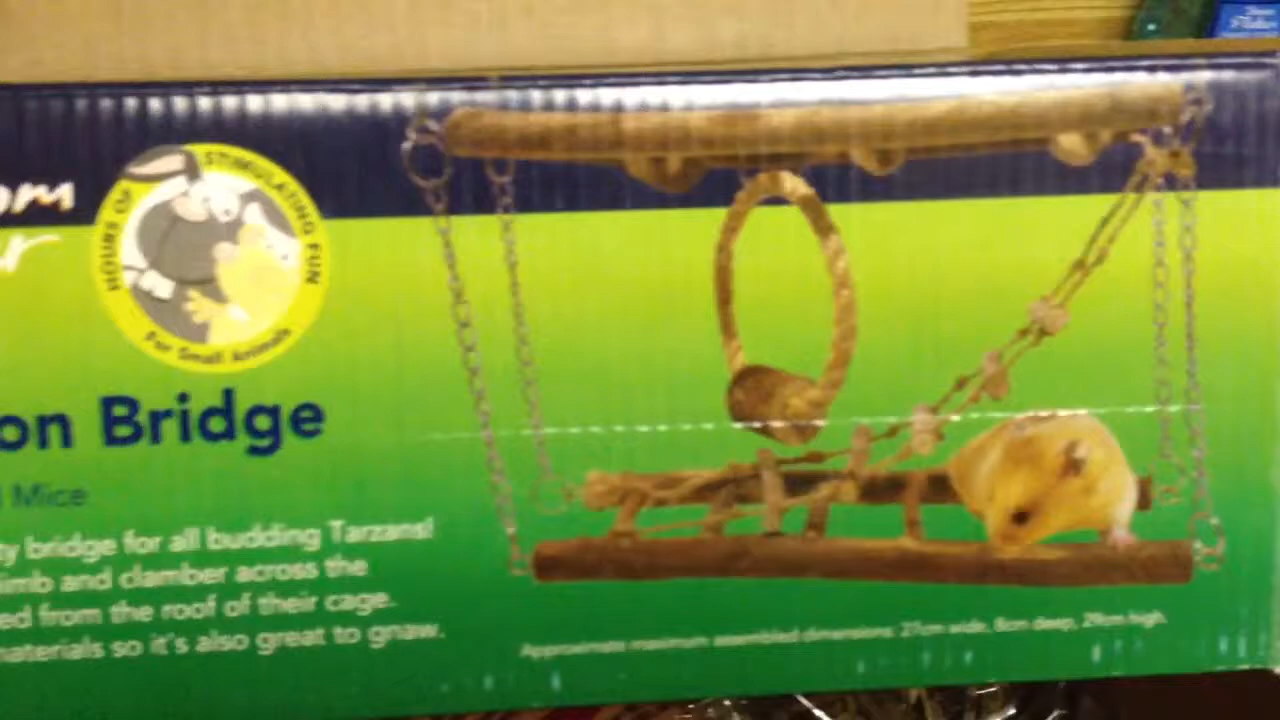 HOURS OF STIMULATING FUN
For Small Animals
on Bridge
Mice
ty bridge for all budding Tarzans!
limb and clamber across the
ed from the roof of their cage.
materials so it's also great to gnaw.
Approximate maximum assembled dimensions: 27cm wide, 8cm deep, 29cm high.